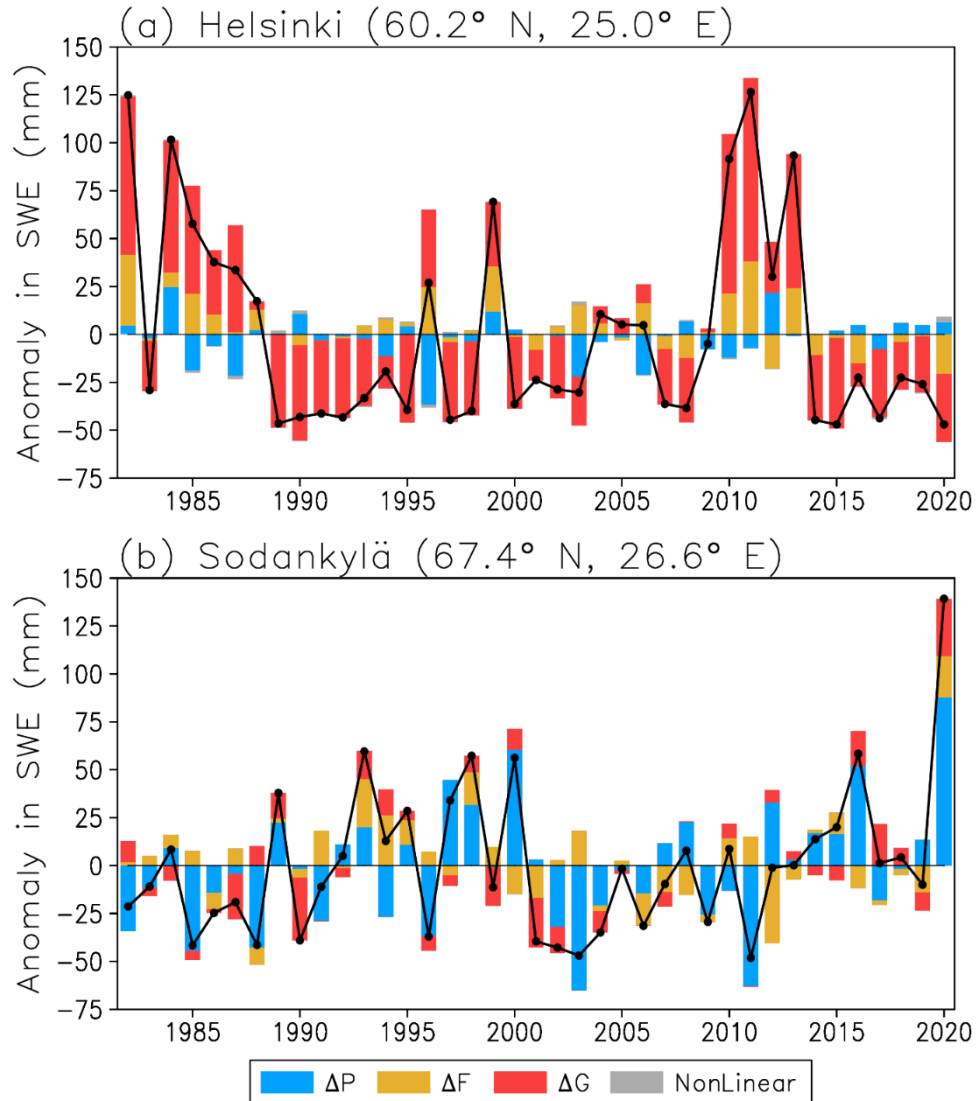 (a) Helsinki (60.2° N, 25.0° E)
Anomaly in SWE (mm)
150
125
100
75
50
25
0
−25
−50
−75
1985 1990 1995 2000 2005 2010 2015 2020
(b) Sodankylä (67.4° N, 26.6° E)
Anomaly in SWE (mm)
150
125
100
75
50
25
0
−25
−50
−75
1985 1990 1995 2000 2005 2010 2015 2020
ΔP ΔF ΔG NonLinear